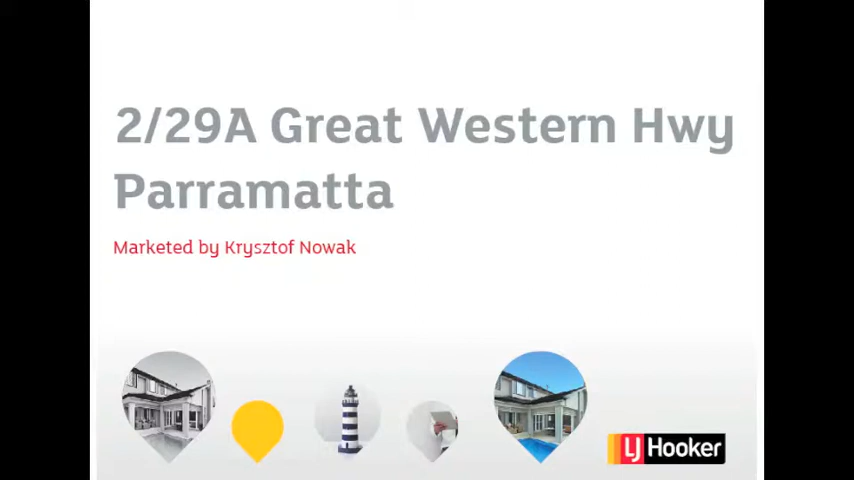 2/29A Great Western Hwy
Parramatta
Marketed by Krysztof Nowak
LJ Hooker